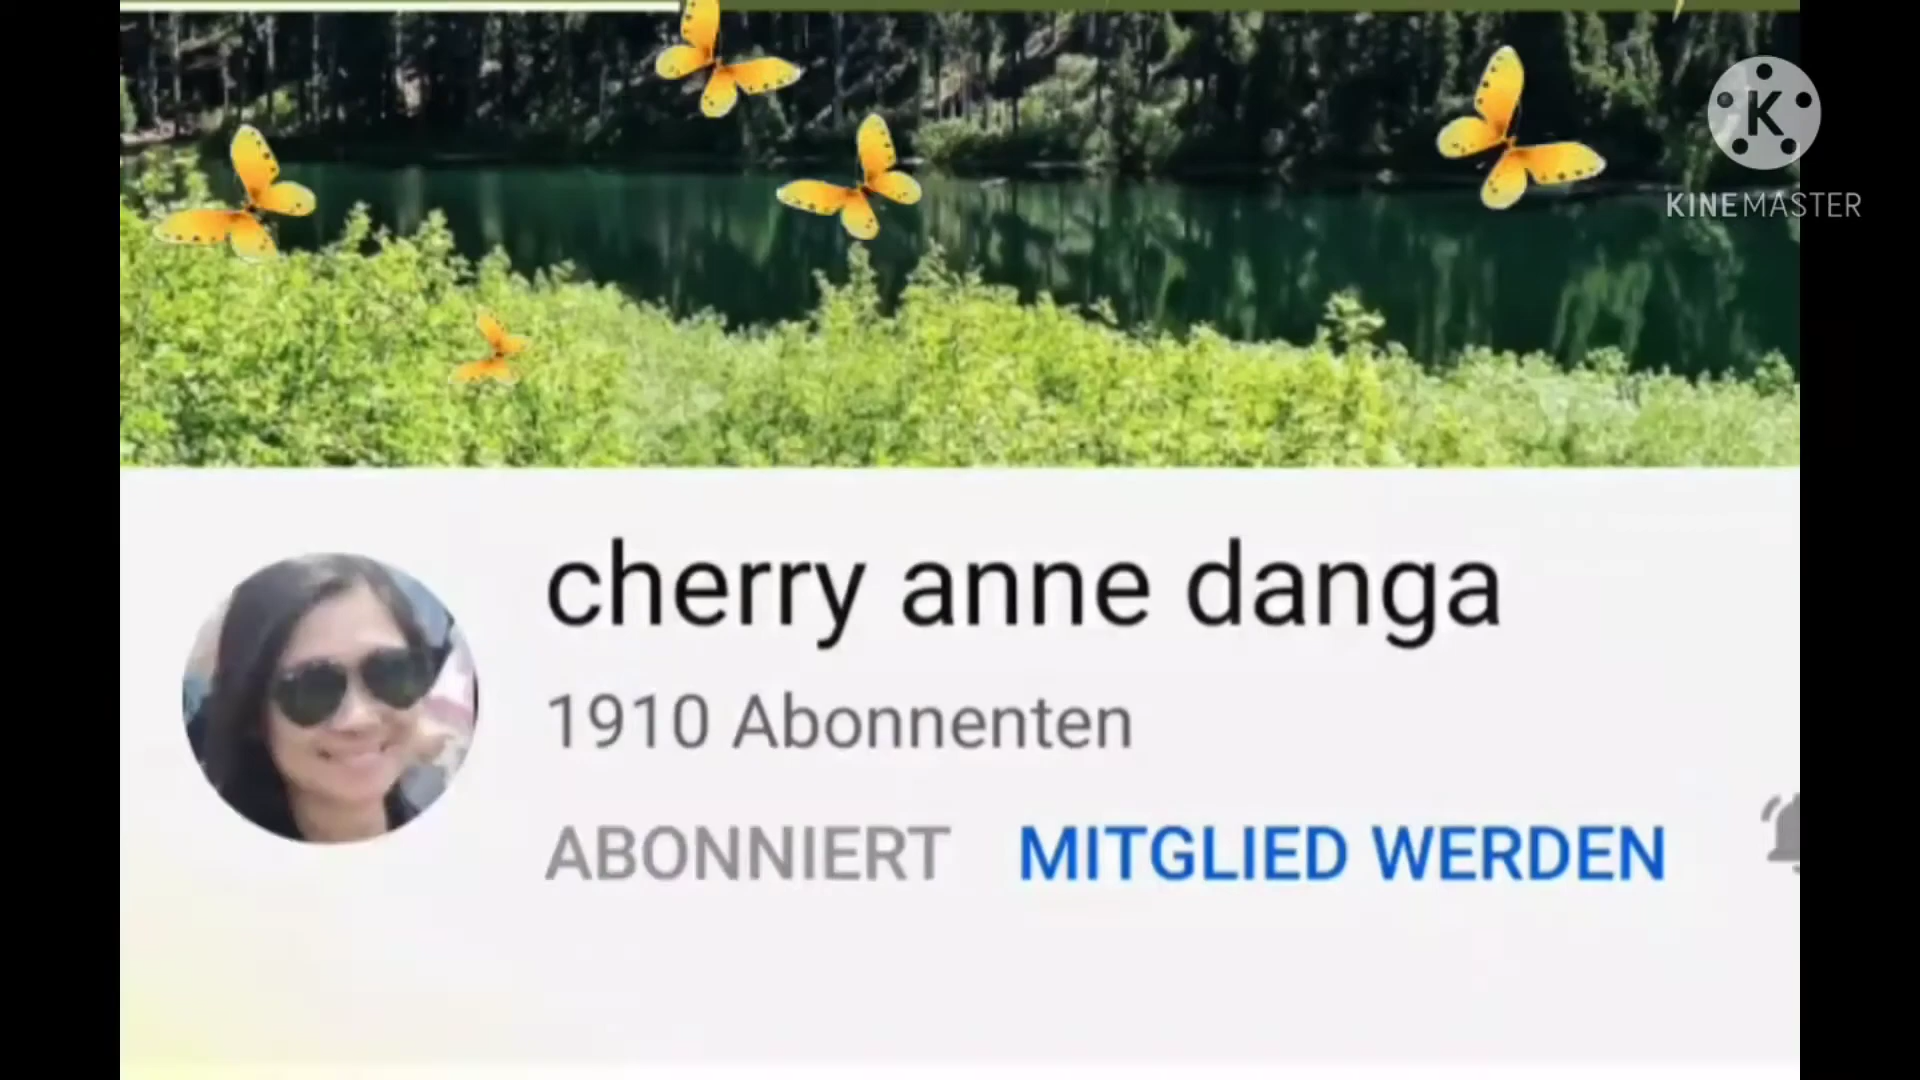 K
KINEMASTER
cherry anne danga
1910 Abonnenten
ABONNIERT MITGLIED WERDEN